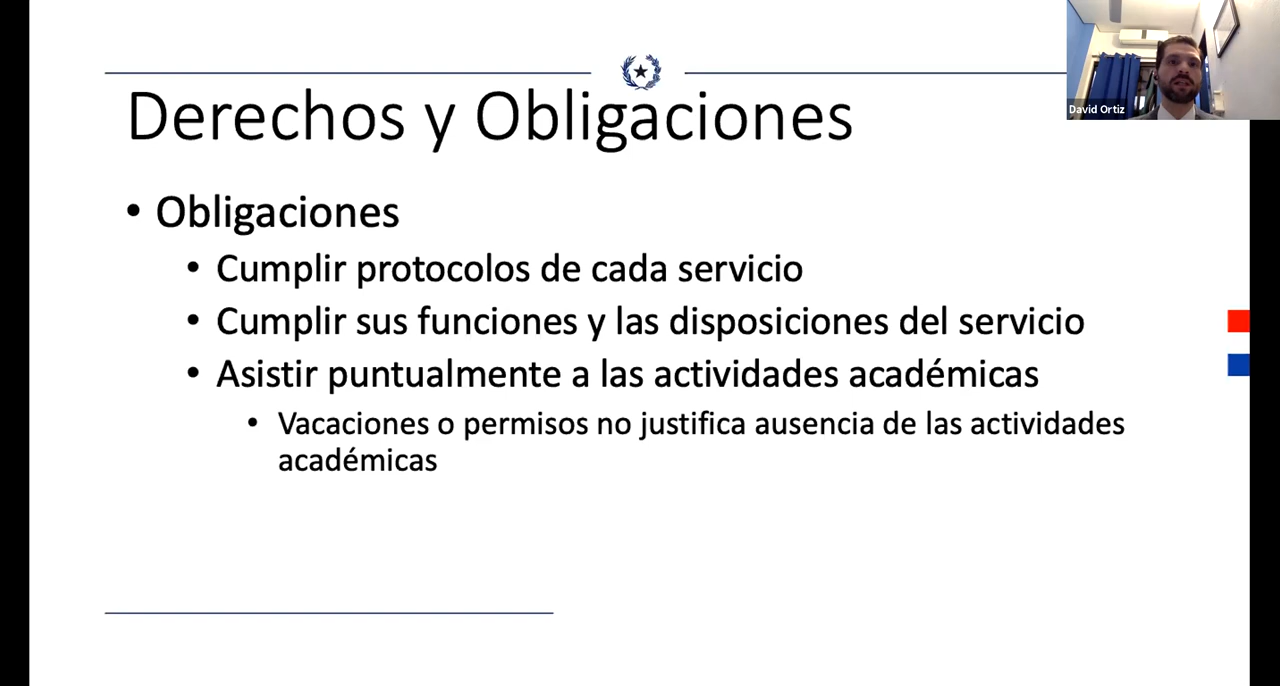 Derechos y Obligaciones
David Ortiz
• Obligaciones
• Cumplir protocolos de cada servicio
• Cumplir sus funciones y las disposiciones del servicio
• Asistir puntualmente a las actividades académicas
• Vacaciones o permisos no justifica ausencia de las actividades
académicas